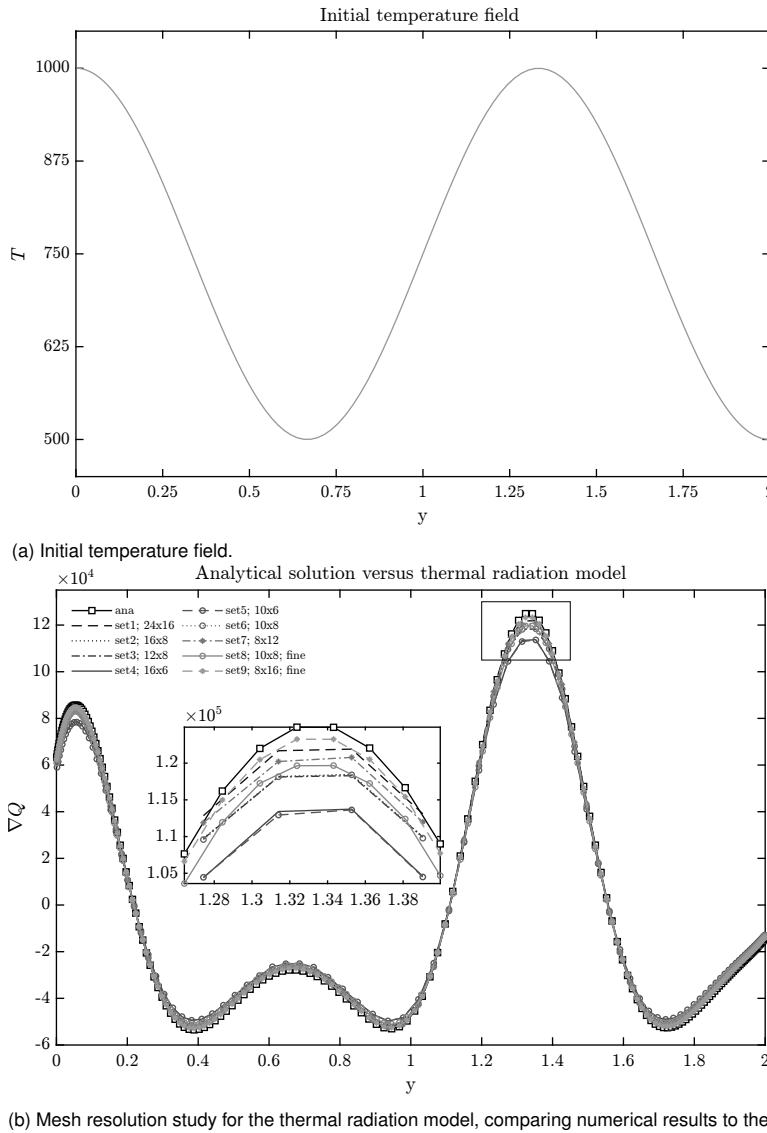 Initial temperature field
1000
875
750
625
500
T
0 0.25 0.5 0.75 1 1.25 1.5 1.75 2
y
(a) Initial temperature field.
×10⁴ Analytical solution versus thermal radiation model
12
10
8
6
4
2
0
-2
-4
-6
∇Q
ana
set1; 24x16
set2; 16x8
set3; 12x8
set4; 16x6
set5; 10x6
set6; 10x8
set7; 8x12
set8; 10x8, fine
set9; 8x16, fine
×10⁵
1.2
1.15
1.1
1.05
1.28 1.3 1.32 1.34 1.36 1.38
0 0.2 0.4 0.6 0.8 1 1.2 1.4 1.6 1.8 2
y
(b) Mesh resolution study for the thermal radiation model, comparing numerical results to the